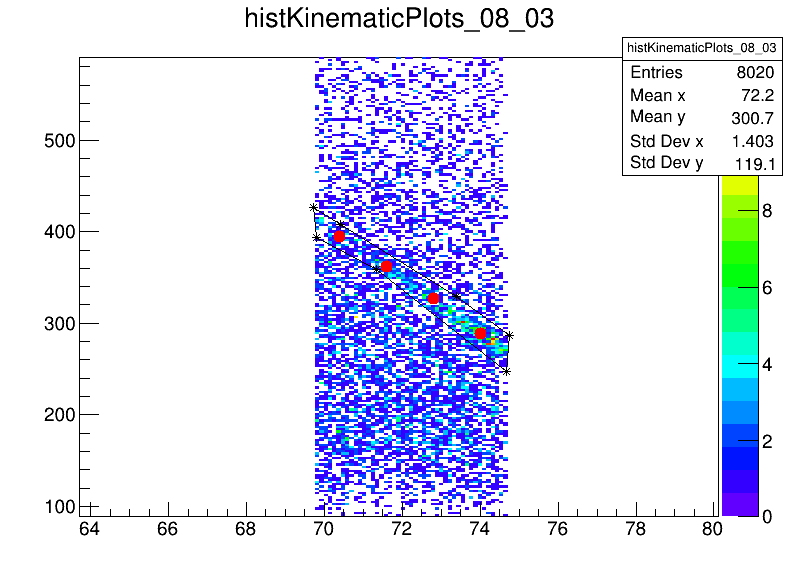 histKinematicPlots_08_03
histKinematicPlots_08_03
Entries 8020
Mean x 72.2
Mean y 300.7
Std Dev x 1.403
Std Dev y 119.1
500
400
300
200
100
64 66 68 70 72 74 76 78 80
8
6
4
2
0